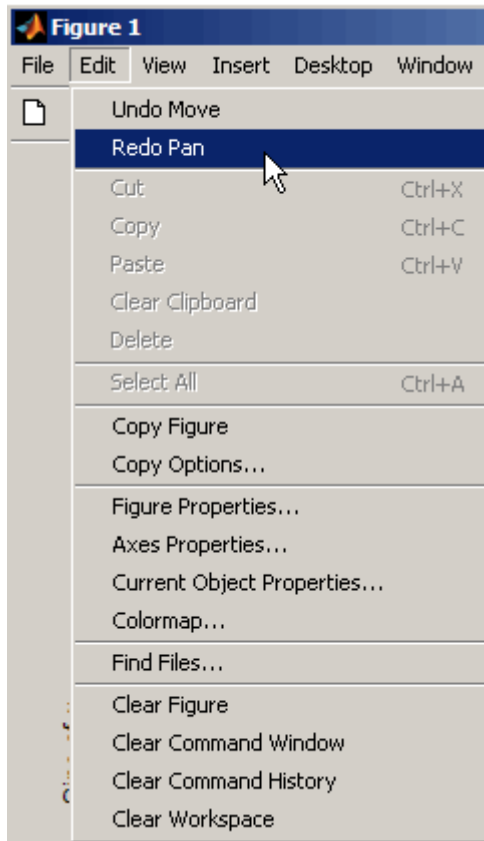 Figure 1
File Edit View Insert Desktop Window
Undo Move
Redo Pan
Cut Ctrl+X
Copy Ctrl+C
Paste Ctrl+V
Clear Clipboard
Delete
Select All Ctrl+A
Copy Figure
Copy Options...
Figure Properties...
Axes Properties...
Current Object Properties...
Colormap...
Find Files...
Clear Figure
Clear Command Window
Clear Command History
Clear Workspace